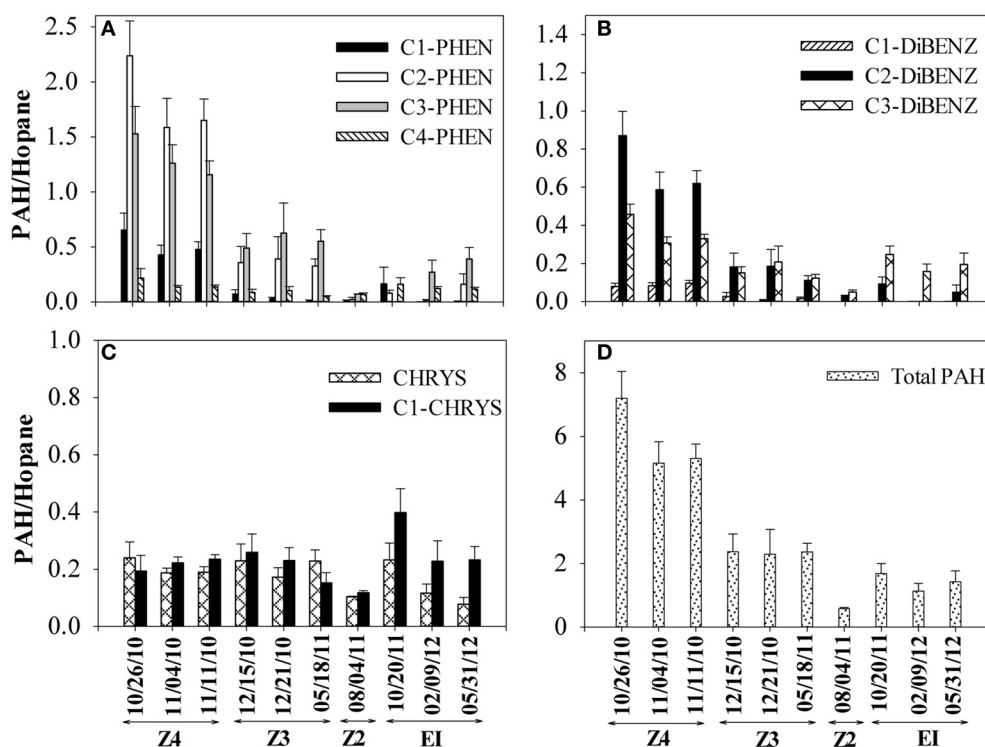 A
C1-PHEN
C2-PHEN
C3-PHEN
C4-PHEN
PAH/Hopane
2.5
2.0
1.5
1.0
0.5
0.0
B
C1-DiBENZ
C2-DiBENZ
C3-DiBENZ
1.4
1.2
1.0
0.8
0.6
0.4
0.2
0.0
C
CHRYS
C1-CHRYS
PAH/Hopane
1.0
0.8
0.6
0.4
0.2
0.0
10/26/10
11/04/10
11/11/10
12/15/10
12/21/10
05/18/11
08/04/11
10/20/11
02/09/12
05/31/12
Z4 Z3 Z2 EI
D
Total PAH
8
6
4
2
0
10/26/10
11/04/10
11/11/10
12/15/10
12/21/10
05/18/11
08/04/11
10/20/11
02/09/12
05/31/12
Z4 Z3 Z2 EI